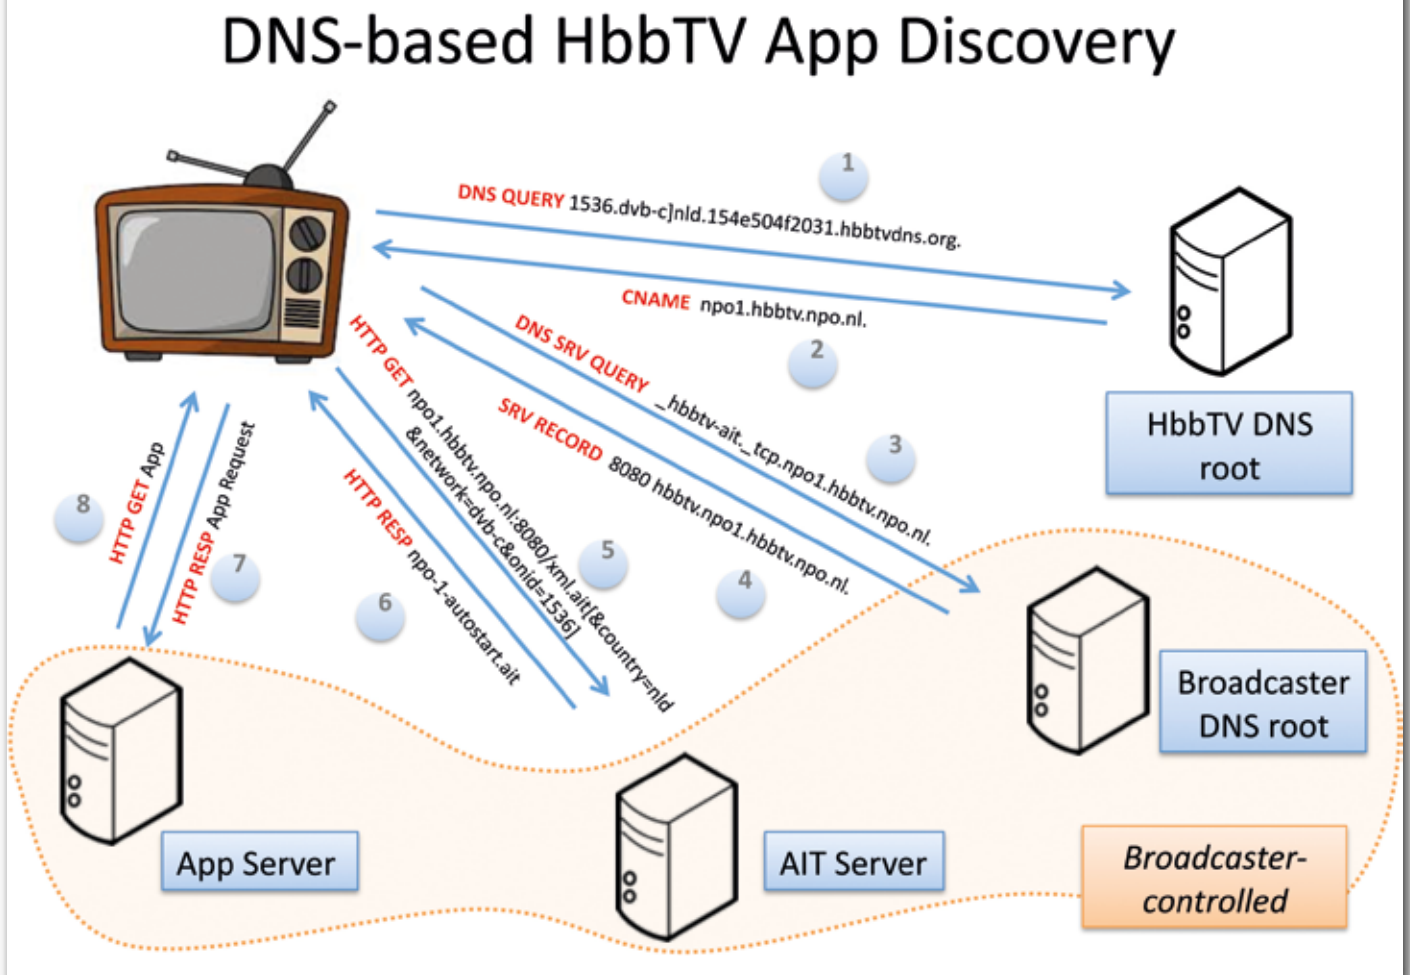 DNS-based HbbTV App Discovery
1
DNS QUERY 1536.dvb-c]nld.154e504f2031.hbbtvdns.org.
CNAME npo1.hbbtv.npo.nl.
2
DNS SRV QUERY _hbbtv-ait._tcp.npo1.hbbtv.npo.nl.
3
SRV RECORD 8080 hbbtv.npo1.hbbtv.npo.nl.
4
HTTP GET npo1.hbbtv.npo.nl:8080/xml.ait[&country=nld
&network=dvb-c&onid=1536]
5
HTTP RESP npo-1-autostart.ait
6
HTTP RESP App Request
7
HTTP GET App
8
HbbTV DNS
root
Broadcaster
DNS root
App Server
AIT Server
Broadcaster-
controlled